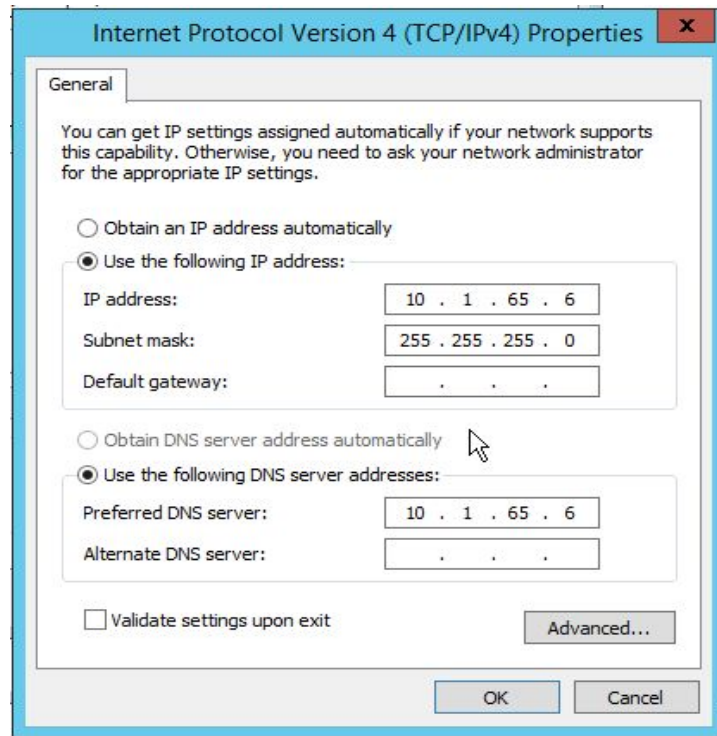 Internet Protocol Version 4 (TCP/IPv4) Properties
x
General
You can get IP settings assigned automatically if your network supports
this capability. Otherwise, you need to ask your network administrator
for the appropriate IP settings.
Obtain an IP address automatically
Use the following IP address:
IP address: 10 . 1 . 65 . 6
Subnet mask: 255 . 255 . 255 . 0
Default gateway: . . .
Obtain DNS server address automatically
Use the following DNS server addresses:
Preferred DNS server: 10 . 1 . 65 . 6
Alternate DNS server: . . .
Validate settings upon exit
Advanced...
OK Cancel